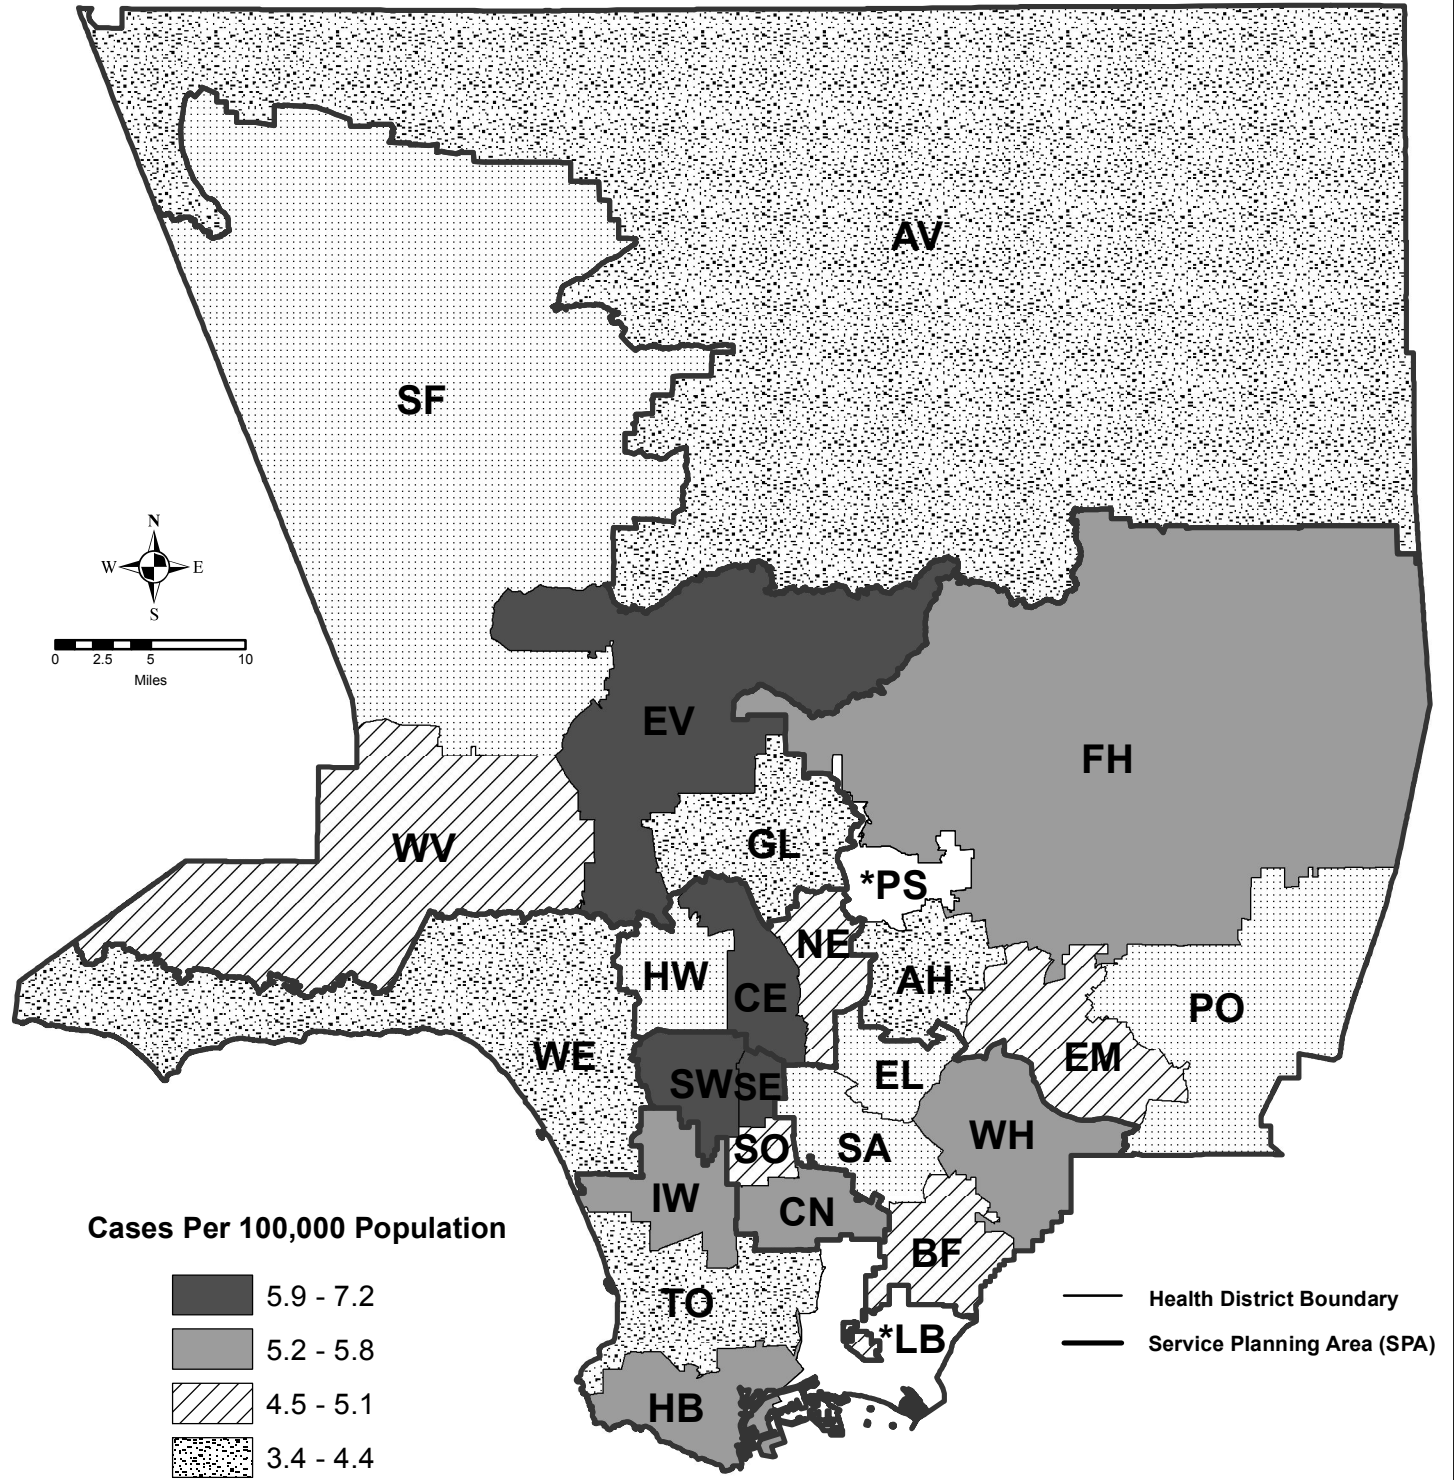 AV
SF
N
W E
S
0 2.5 5 10
Miles
EV
FH
WV
GL
*PS
NE
HW
AH
CE
PO
WE
EM
EL
SW SE
WH
SO
SA
IW
CN
BF
Cases Per 100,000 Population
TO
5.9 - 7.2
Health District Boundary
*LB
Service Planning Area (SPA)
5.2 - 5.8
HB
4.5 - 5.1
3.4 - 4.4